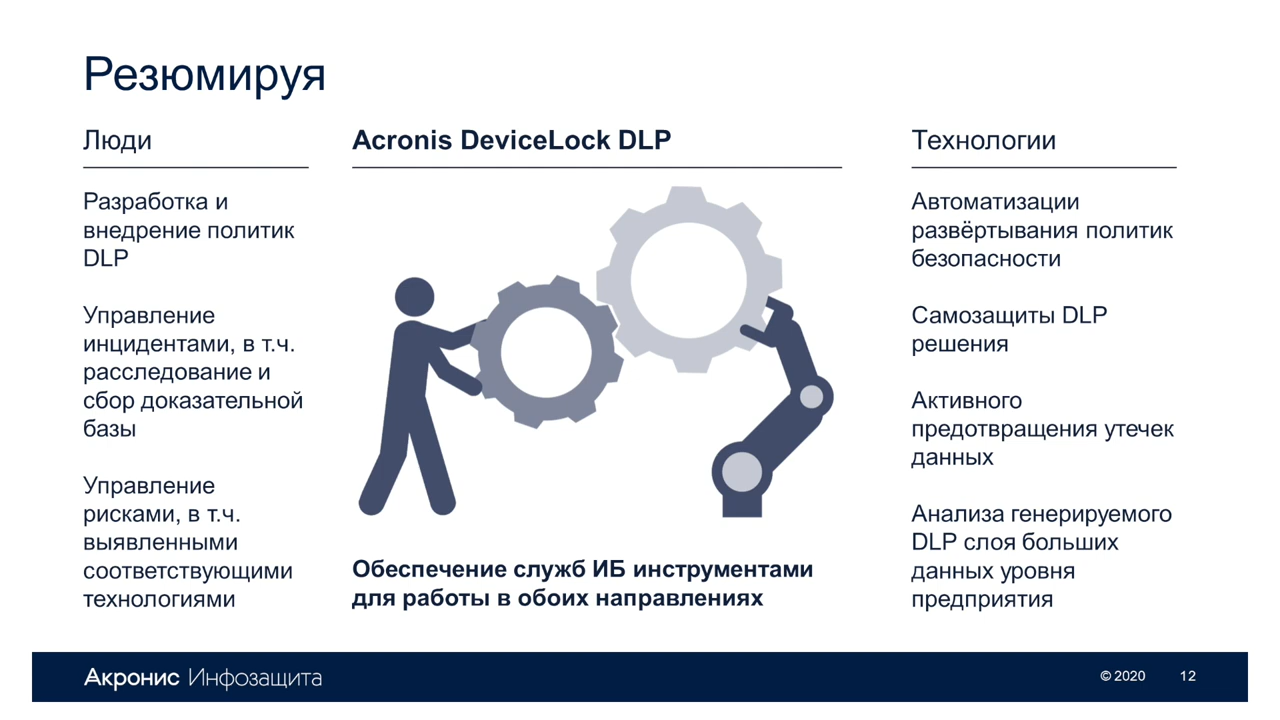 Резюмируя
Люди
Разработка и
внедрение политик
DLP
Управление
инцидентами, в т.ч.
расследование и
сбор доказательной
базы
Управление
рисками, в т.ч.
выявленными
соответствующими
технологиями
Acronis DeviceLock DLP
Обеспечение служб ИБ инструментами
для работы в обоих направлениях
Технологии
Автоматизации
развёртывания политик
безопасности
Самозащиты DLP
решения
Активного
предотвращения утечек
данных
Анализа генерируемого
DLP слоя больших
данных уровня
предприятия
Акронис Инфозащита
© 2020
12